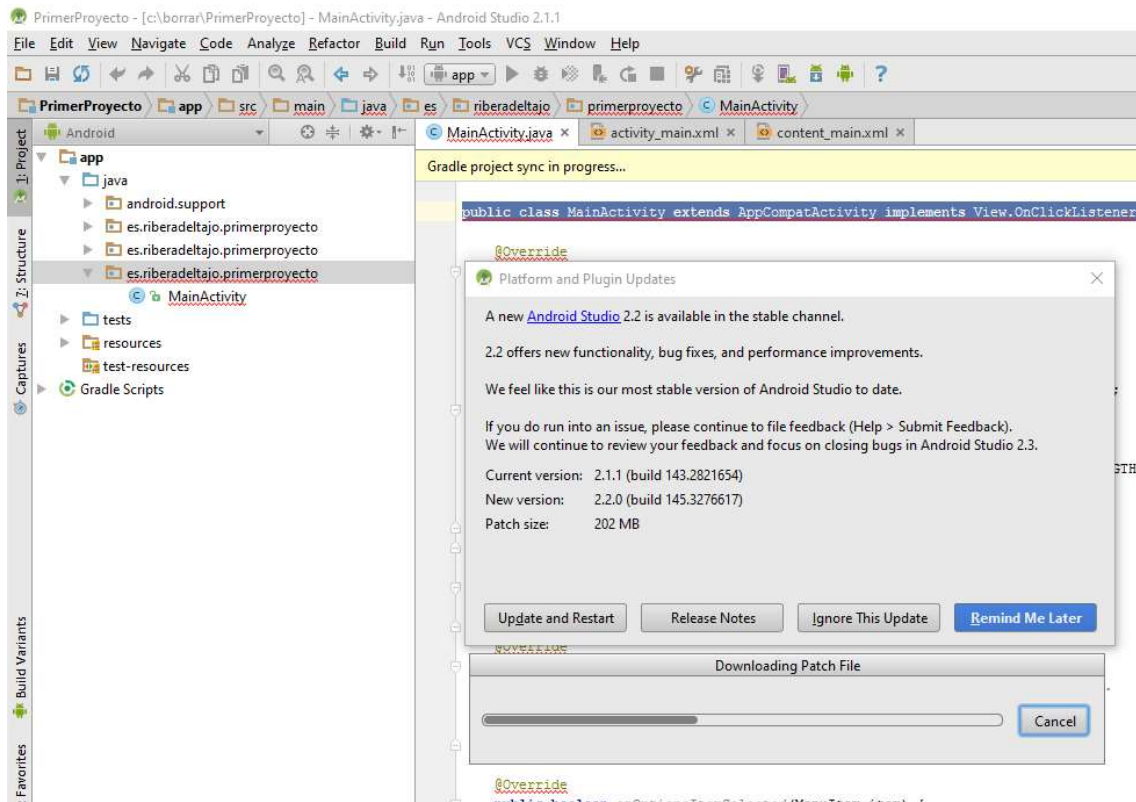 PrimerProyecto - [c:\borrar\PrimerProyecto] - MainActivity.java - Android Studio 2.1.1
File Edit View Navigate Code Analyze Refactor Build Run Tools VCS Window Help
app
PrimerProyecto app src main java es riberadeltajo primerproyecto MainActivity
1: Project
Android
MainActivity.java × activity_main.xml × content_main.xml ×
app
Gradle project sync in progress...
java
android.support
public class MainActivity extends AppCompatActivity implements View.OnClickListener
es.riberadeltajo.primerproyecto
es.riberadeltajo.primerproyecto
@Override
es.riberadeltajo.primerproyecto
MainActivity
tests
resources
test-resources
Gradle Scripts
7: Structure
Captures
Build Variants
Favorites
Platform and Plugin Updates
A new Android Studio 2.2 is available in the stable channel.
2.2 offers new functionality, bug fixes, and performance improvements.
We feel like this is our most stable version of Android Studio to date.
If you do run into an issue, please continue to file feedback (Help > Submit Feedback).
We will continue to review your feedback and focus on closing bugs in Android Studio 2.3.
Current version: 2.1.1 (build 143.2821654)
New version: 2.2.0 (build 145.3276617)
Patch size: 202 MB
Update and Restart Release Notes Ignore This Update Remind Me Later
@Override
Downloading Patch File
Cancel
@Override